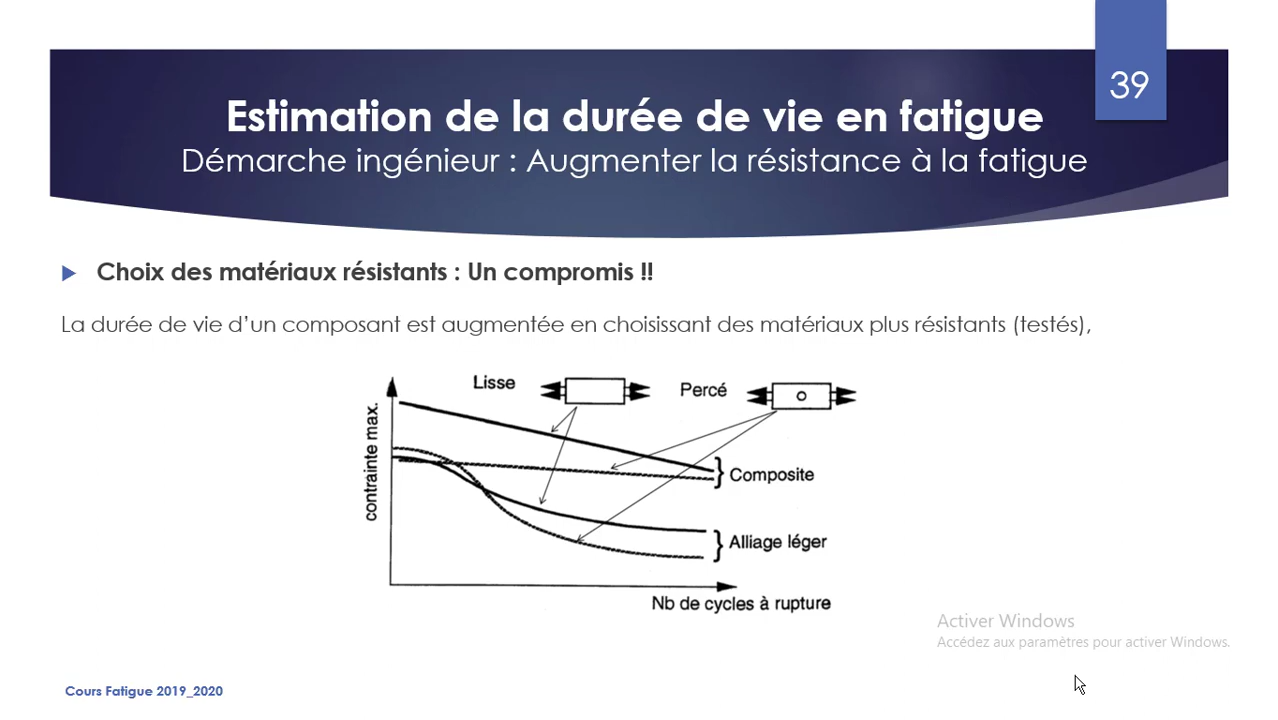 39
Estimation de la durée de vie en fatigue
Démarche ingénieur : Augmenter la résistance à la fatigue
Choix des matériaux résistants : Un compromis !!
La durée de vie d’un composant est augmentée en choisissant des matériaux plus résistants (testés),
Lisse
Percé
contrainte max.
Composite
Alliage léger
Nb de cycles à rupture
Activer Windows
Accédez aux paramètres pour activer Windows.
Cours Fatigue 2019_2020